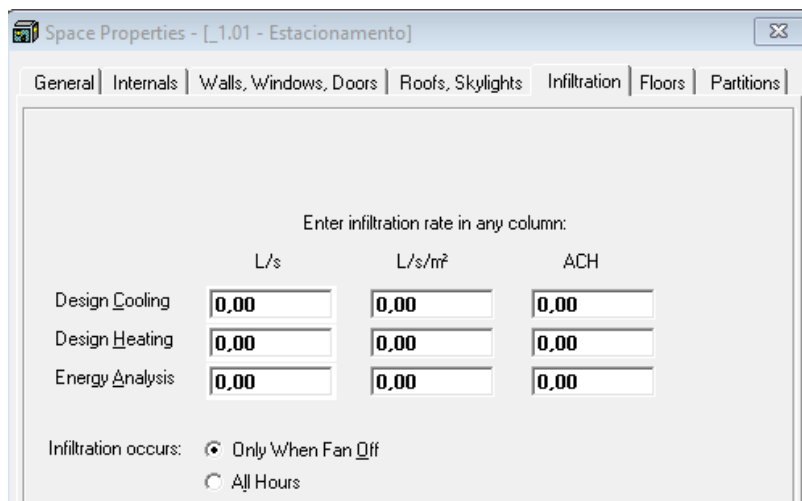 Space Properties - [_1.01 - Estacionamento]
General Internals Walls, Windows, Doors Roofs, Skylights Infiltration Floors Partitions
Enter infiltration rate in any column:
L/s L/s/m² ACH
Design Cooling 0,00 0,00 0,00
Design Heating 0,00 0,00 0,00
Energy Analysis 0,00 0,00 0,00
Infiltration occurs: Only When Fan Off
All Hours